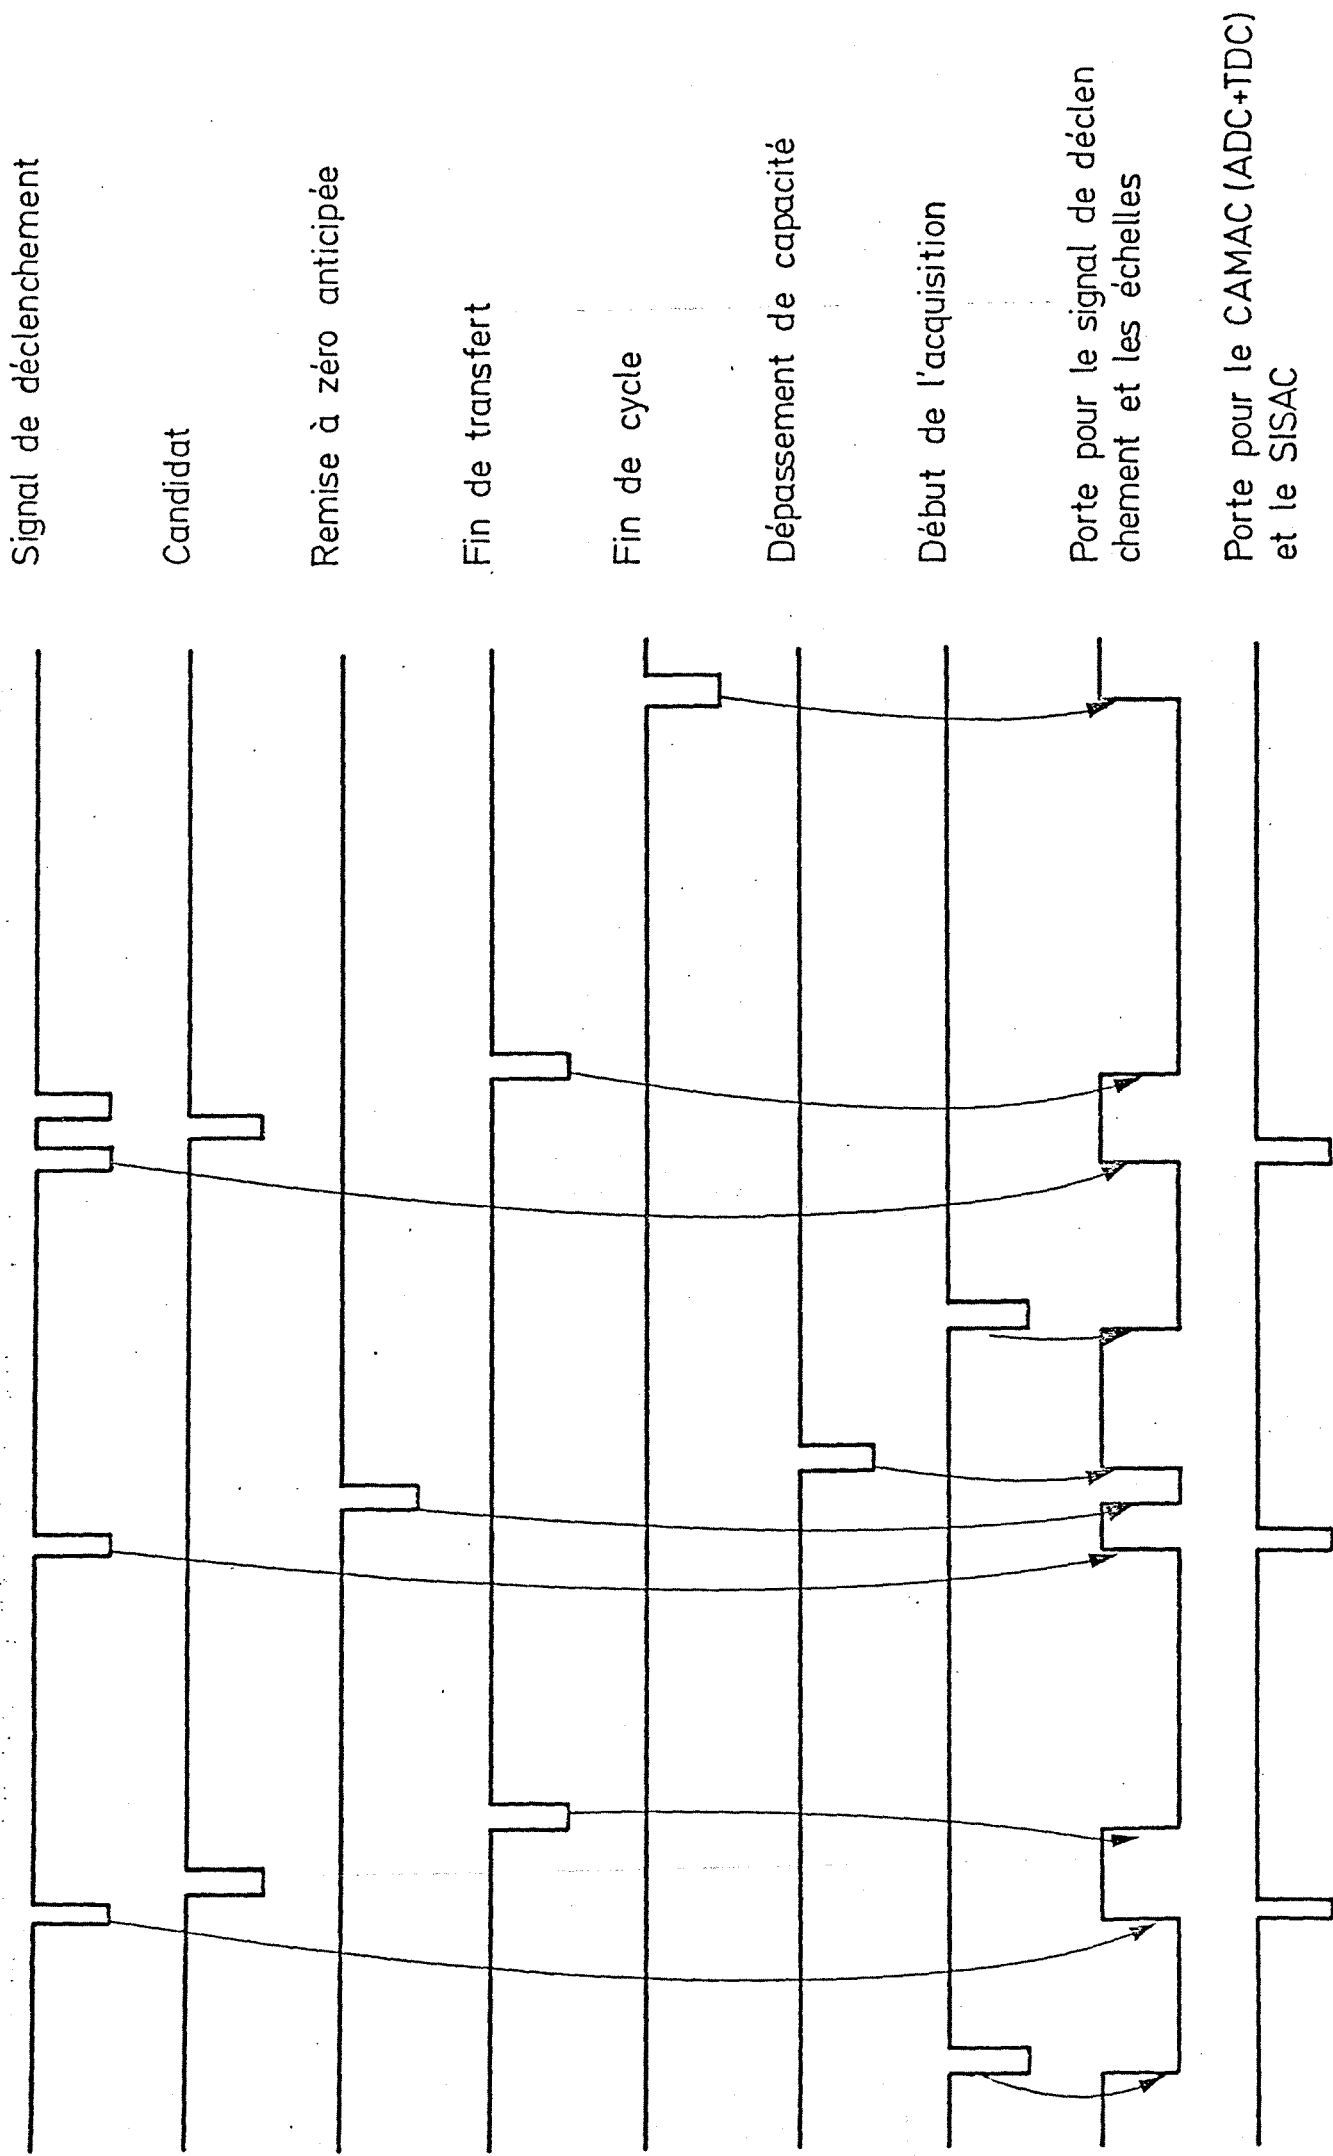 Signal de déclenchement
Candidat
Remise à zéro anticipée
Fin de transfert
Fin de cycle
Dépassement de capacité
Début de l'acquisition
Porte pour le signal de déclen
chement et les échelles
Porte pour le CAMAC (ADC+TDC)
et le SISAC